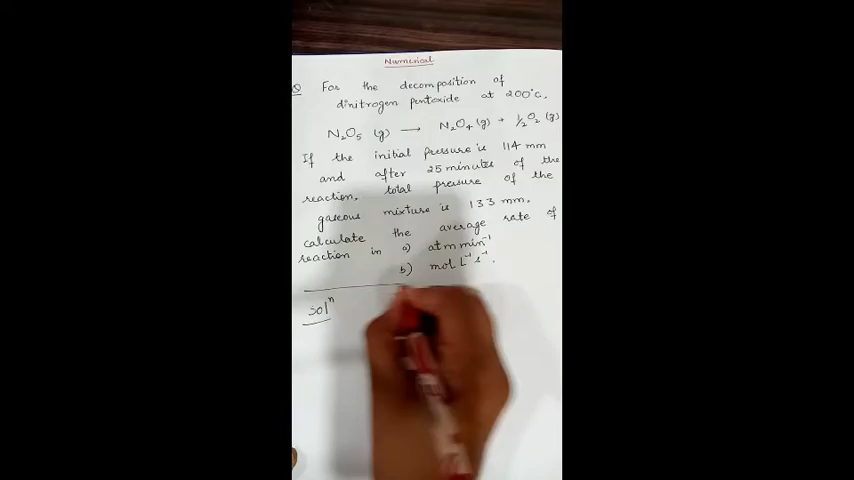 Numerical
Q For the decomposition of
dinitrogen pentoxide at 200°C.
N₂O₅ (g) → N₂O₄ (g) + 1/2 O₂ (g)
If the initial pressure is 114 mm
and after 25 minutes of the
reaction, total pressure of the
gaseous mixture is 133 mm.
calculate the average rate of
reaction in a) atm min⁻¹
b) mol L⁻¹ s⁻¹.
Solⁿ